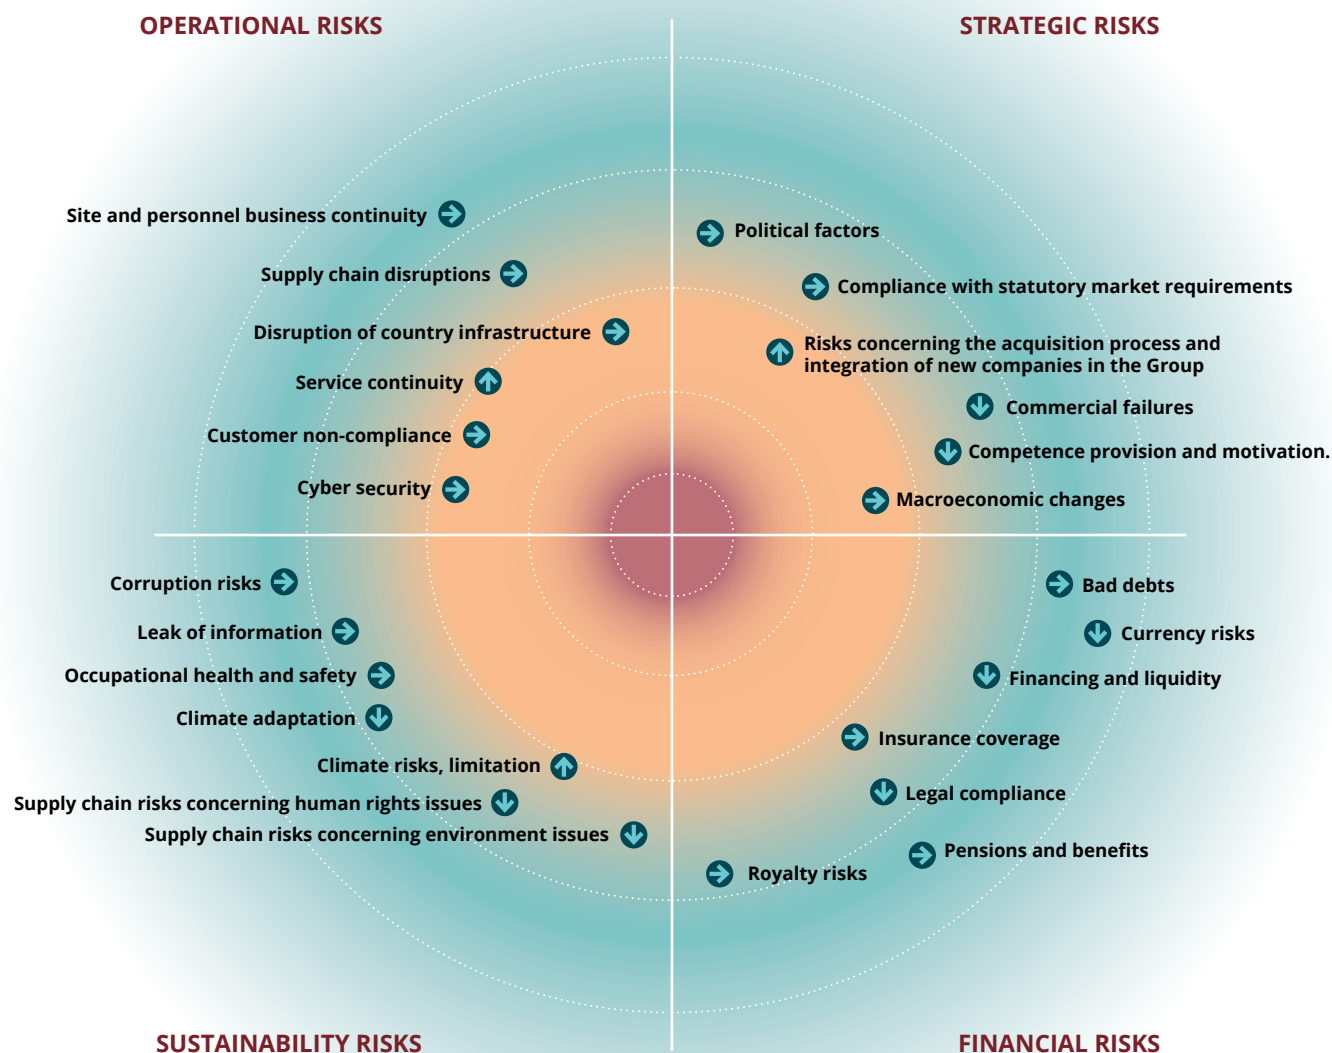 OPERATIONAL RISKS
STRATEGIC RISKS
Site and personnel business continuity
Supply chain disruptions
Disruption of country infrastructure
Service continuity
Customer non-compliance
Cyber security
Political factors
Compliance with statutory market requirements
Risks concerning the acquisition process and
integration of new companies in the Group
Commercial failures
Competence provision and motivation.
Macroeconomic changes
Corruption risks
Leak of information
Occupational health and safety
Climate adaptation
Climate risks, limitation
Supply chain risks concerning human rights issues
Supply chain risks concerning environment issues
Bad debts
Currency risks
Financing and liquidity
Insurance coverage
Legal compliance
Pensions and benefits
Royalty risks
SUSTAINABILITY RISKS
FINANCIAL RISKS